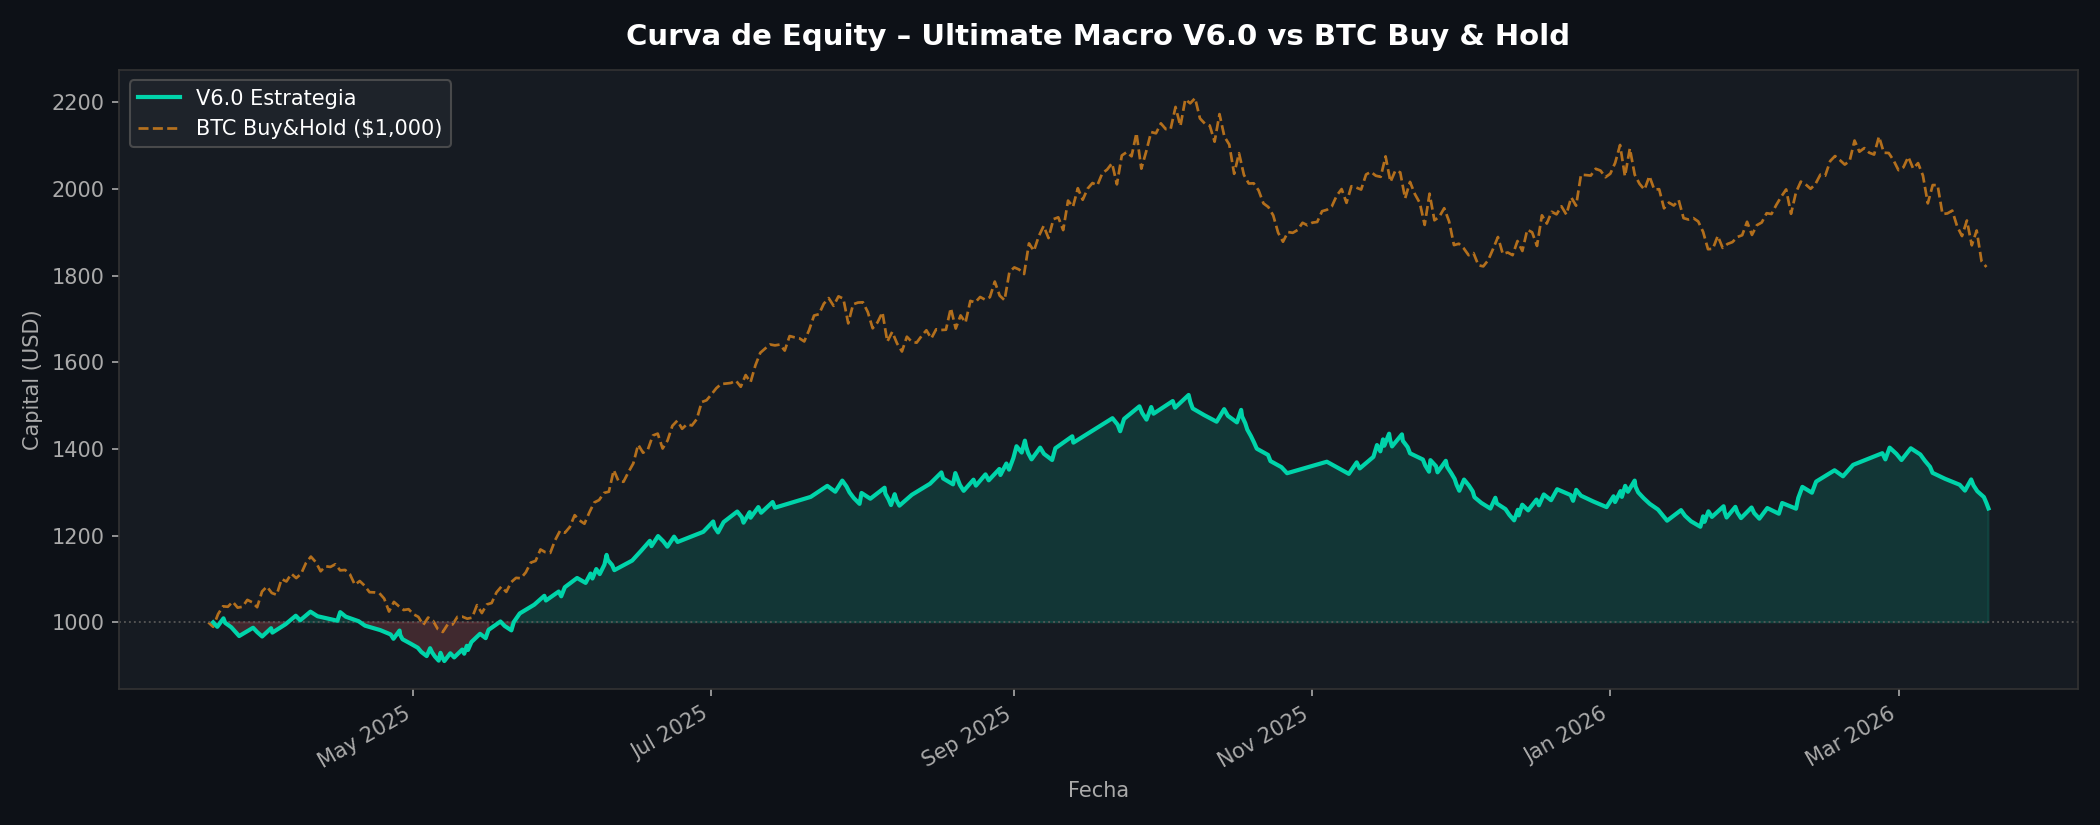 Curva de Equity – Ultimate Macro V6.0 vs BTC Buy & Hold
V6.0 Estrategia
BTC Buy&Hold ($1,000)
Capital (USD)
2200
2000
1800
1600
1400
1200
1000
May 2025
Jul 2025
Sep 2025
Nov 2025
Jan 2026
Mar 2026
Fecha